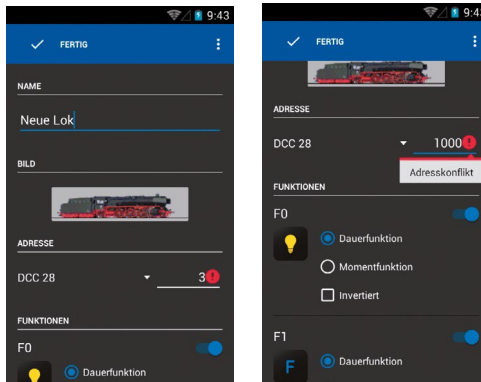 9:43
FERTIG
NAME
Neue Lok
BILD
ADRESSE
DCC 28
3
FUNKTIONEN
F0
Dauerfunktion
9:43
FERTIG
ADRESSE
DCC 28
1000
Adresskonflikt
FUNKTIONEN
F0
Dauerfunktion
Momentfunktion
Invertiert
F1
F
Dauerfunktion